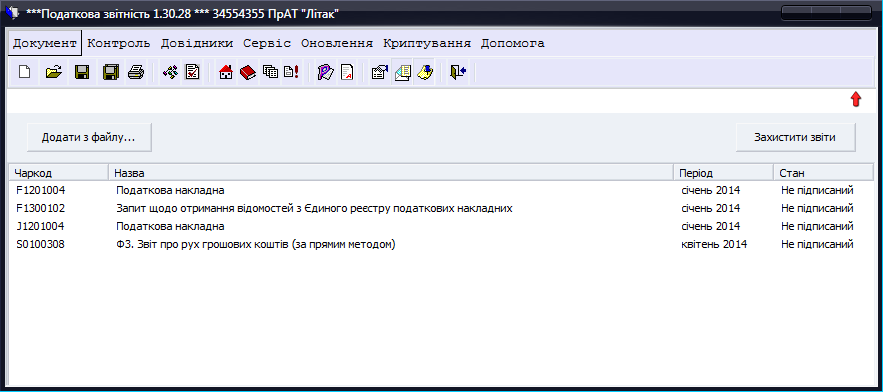 ***Податкова звітність 1.30.28 *** 34554355 ПрАТ "Літак"
Документ Контроль Довідники Сервіс Оновлення Криптування Допомога
Додати з файлу... Захистити звіти
Чаркод Назва Період Стан
F1201004 Податкова накладна січень 2014 Не підписаний
F1300102 Запит щодо отримання відомостей з Єдиного реєстру податкових накладних січень 2014 Не підписаний
J1201004 Податкова накладна січень 2014 Не підписаний
S0100308 Ф3. Звіт про рух грошових коштів (за прямим методом) квітень 2014 Не підписаний